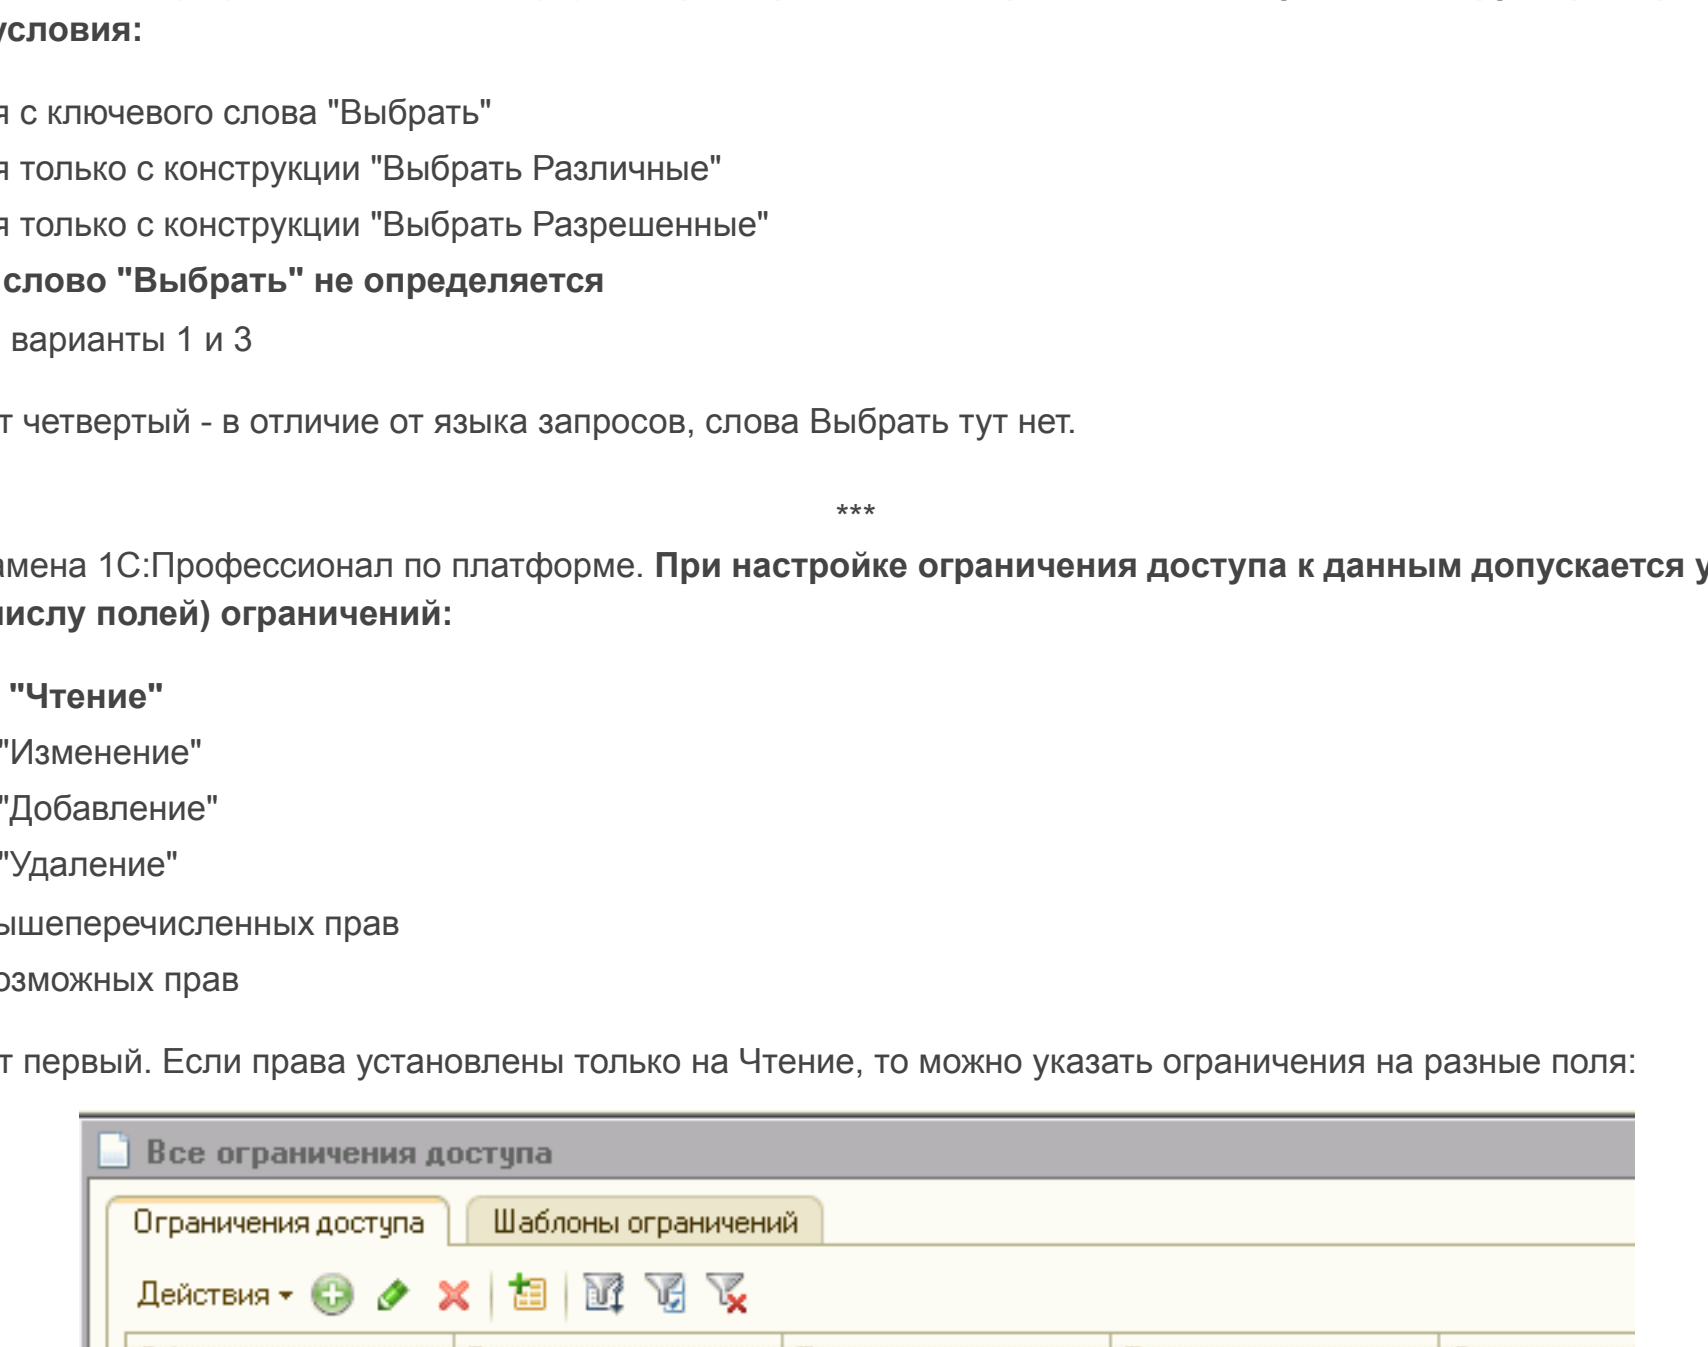 условия:
я с ключевого слова "Выбрать"
я только с конструкции "Выбрать Различные"
я только с конструкции "Выбрать Разрешенные"
слово "Выбрать" не определяется
варианты 1 и 3
т четвертый - в отличие от языка запросов, слова Выбрать тут нет.
***
амена 1С:Профессионал по платформе. При настройке ограничения доступа к данным допускается у
числу полей) ограничений:
"Чтение"
"Изменение"
"Добавление"
"Удаление"
ышеперечисленных прав
озможных прав
т первый. Если права установлены только на Чтение, то можно указать ограничения на разные поля:
Все ограничения доступа
Ограничения доступа Шаблоны ограничений
Действия